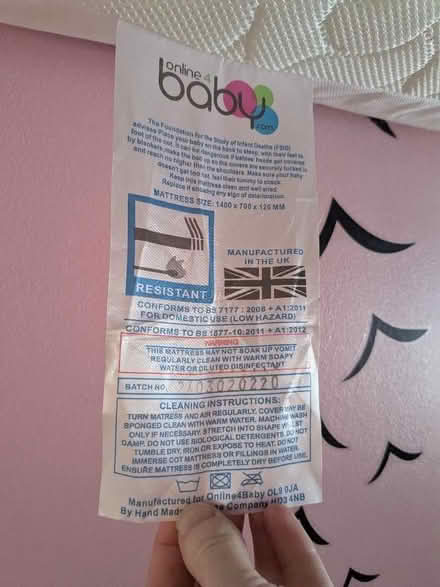 online4
baby
.com
The Foundation for the Study of Infant Deaths (FSID)
advises Place your baby on the back to sleep, with their feet to
foot of the cot. It can be dangerous if babies' heads get covered
by blankets, make the bed up so the covers are securely tucked in
and reach no higher than the shoulders. Make sure your baby
doesn't get too hot, feel their tummy to check.
Keep this mattress clean and well aired.
Replace it showing any sign of deterioration.
MATTRESS SIZE: 1400 x 700 x 120 MM
RESISTANT
MANUFACTURED
IN THE UK
CONFORMS TO BS 7177 : 2008 + A1:2011
FOR DOMESTIC USE (LOW HAZARD)
CONFORMS TO BS 1877-10:2011 + A1:2012
WARNING
THIS MATTRESS MAY NOT SOAK UP VOMIT
REGULARLY CLEAN WITH WARM SOAPY
WATER OR DILUTED DISINFECTANT
BATCH NO. 2403020220
CLEANING INSTRUCTIONS:
TURN MATRESS AND AIR REGULARLY. COVER MAY BE
SPONGED CLEAN WITH WARM WATER. MACHINE WASH
ONLY IF NECESSARY. STRETCH INTO SHAPE WHILST
DAMP. DO NOT USE BIOLOGICAL DETERGENTS. DO NOT
TUMBLE DRY, IRON OR EXPOSE TO HEAT. DO NOT
IMMERSE COT MATTRESS OR FILLINGS IN WATER.
ENSURE MATTRESS IS COMPLETELY DRY BEFORE USE.
Manufactured for Online4Baby OL9 9JA
By Hand Made Company HD3 4NB